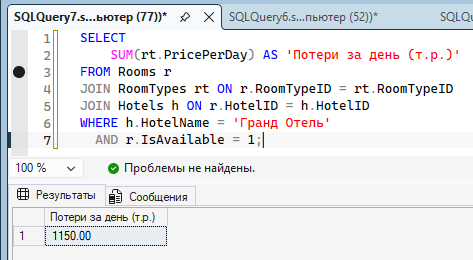 SQLQuery7.s...ьютер (77))*
SQLQuery6.s...пьютер (52))*
SQLQu
1 SELECT
2 SUM(rt.PricePerDay) AS 'Потери за день (т.р.)'
3 FROM Rooms r
4 JOIN RoomTypes rt ON r.RoomTypeID = rt.RoomTypeID
5 JOIN Hotels h ON r.HotelID = h.HotelID
6 WHERE h.HotelName = 'Гранд Отель'
7 AND r.IsAvailable = 1;
100 % Проблемы не найдены.
Результаты Сообщения
Потери за день (т.р.)
1 1150.00